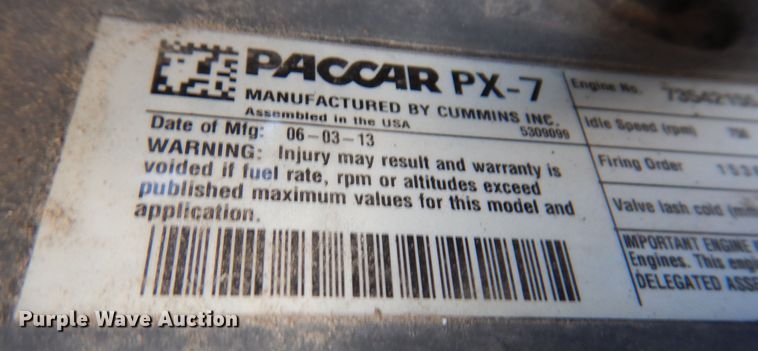 PACCAR PX-7
MANUFACTURED BY CUMMINS INC.
Assembled in the USA 5309099
Date of Mfg: 06-03-13
WARNING: Injury may result and warranty is
voided if fuel rate, rpm or altitudes exceed
published maximum values for this model and
application.
Engine No.
Idle Speed (rpm)
Firing Order
Valve lash cold
IMPORTANT ENGINE
Engines. This
DELEGATED
Purple Wave Auction